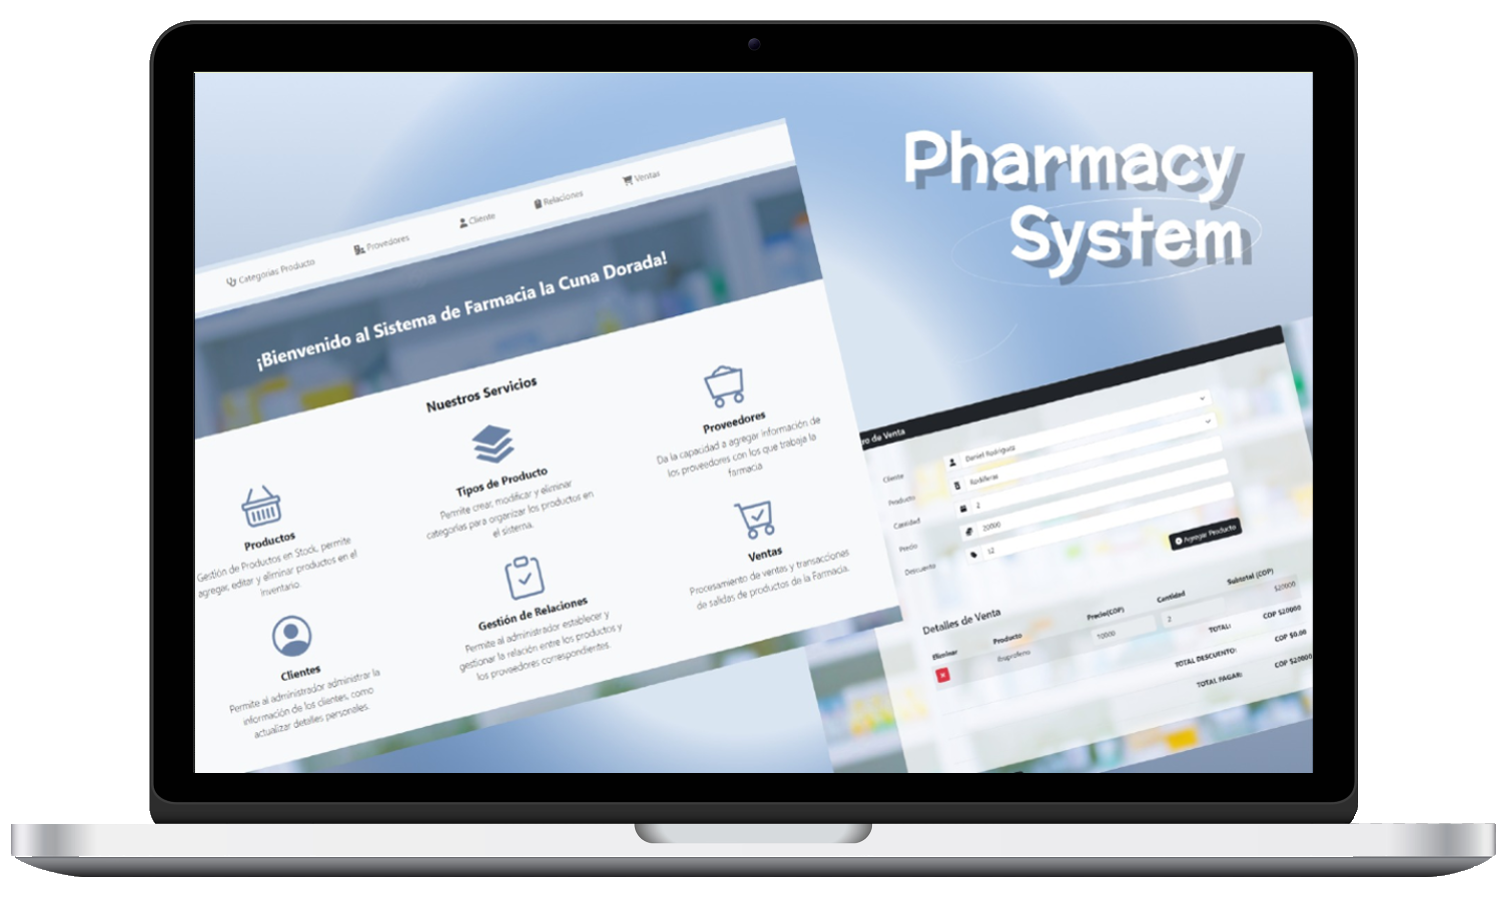 Pharmacy
System
Categorías Producto
Provedores
Cliente
Relaciones
Ventas
¡Bienvenido al Sistema de Farmacia la Cuna Dorada!
Nuestros Servicios
Productos
Gestión de Productos en Stock, permite
agregar, editar y eliminar productos en el
inventario.
Tipos de Producto
Permite crear, modificar y eliminar
categorías para organizar los productos en
el sistema.
Proveedores
Da la capacidad a agregar información de
los proveedores con los que trabaja la
farmacia
Clientes
Permite al administrador administrar la
información de los clientes, como
actualizar detalles personales.
Gestión de Relaciones
Permite al administrador establecer y
gestionar la relación entre los productos y
los proveedores correspondientes.
Ventas
Procesamiento de ventas y transacciones
de salidas de productos de la Farmacia.
ro de Venta
Cliente
Daniel Rodriguez
Producto
Cantidad
2
Precio
20000
Descuento
12
Agregar Producto
Detalles de Venta
Eliminar Producto Precio(COP) Cantidad Subtotal (COP)
Ibuprofeno 10000 2 $20000
TOTAL: COP $20000
TOTAL DESCUENTO: COP $0.00
TOTAL PAGAR: COP $20000